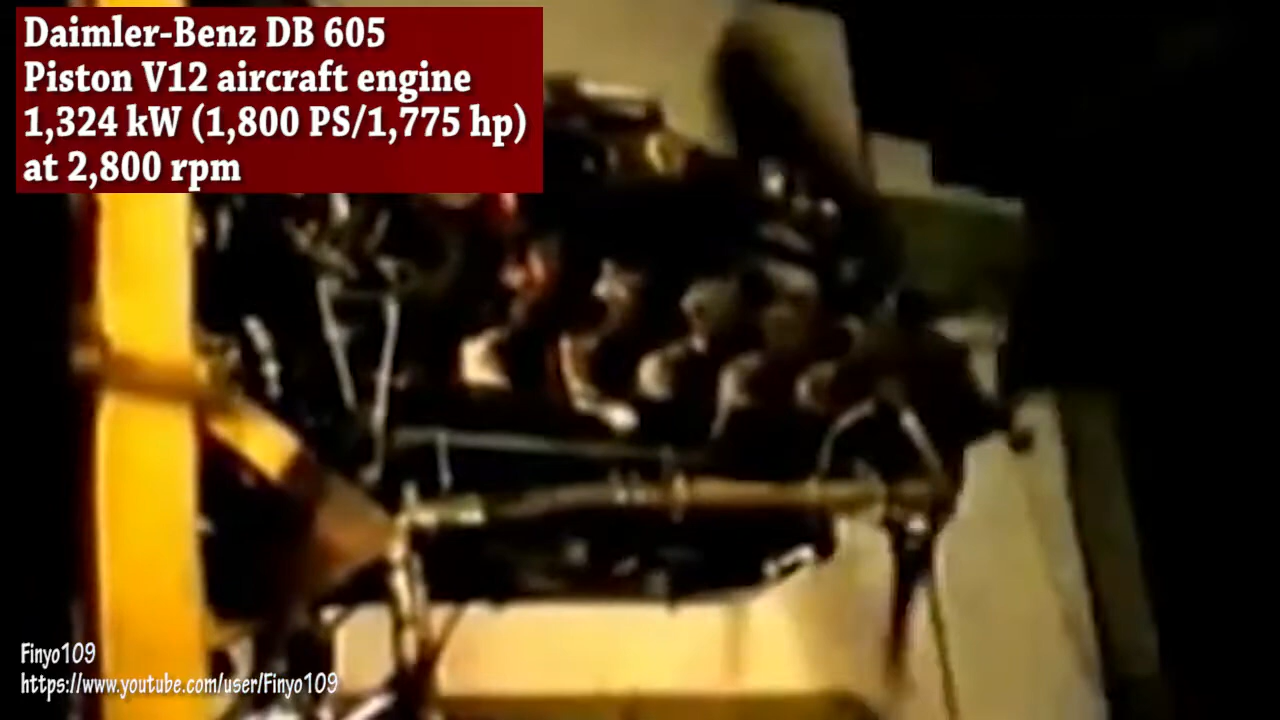 Daimler-Benz DB 605
Piston V12 aircraft engine
1,324 kW (1,800 PS/1,775 hp)
at 2,800 rpm
Finyo109
https://www.youtube.com/user/Finyo109